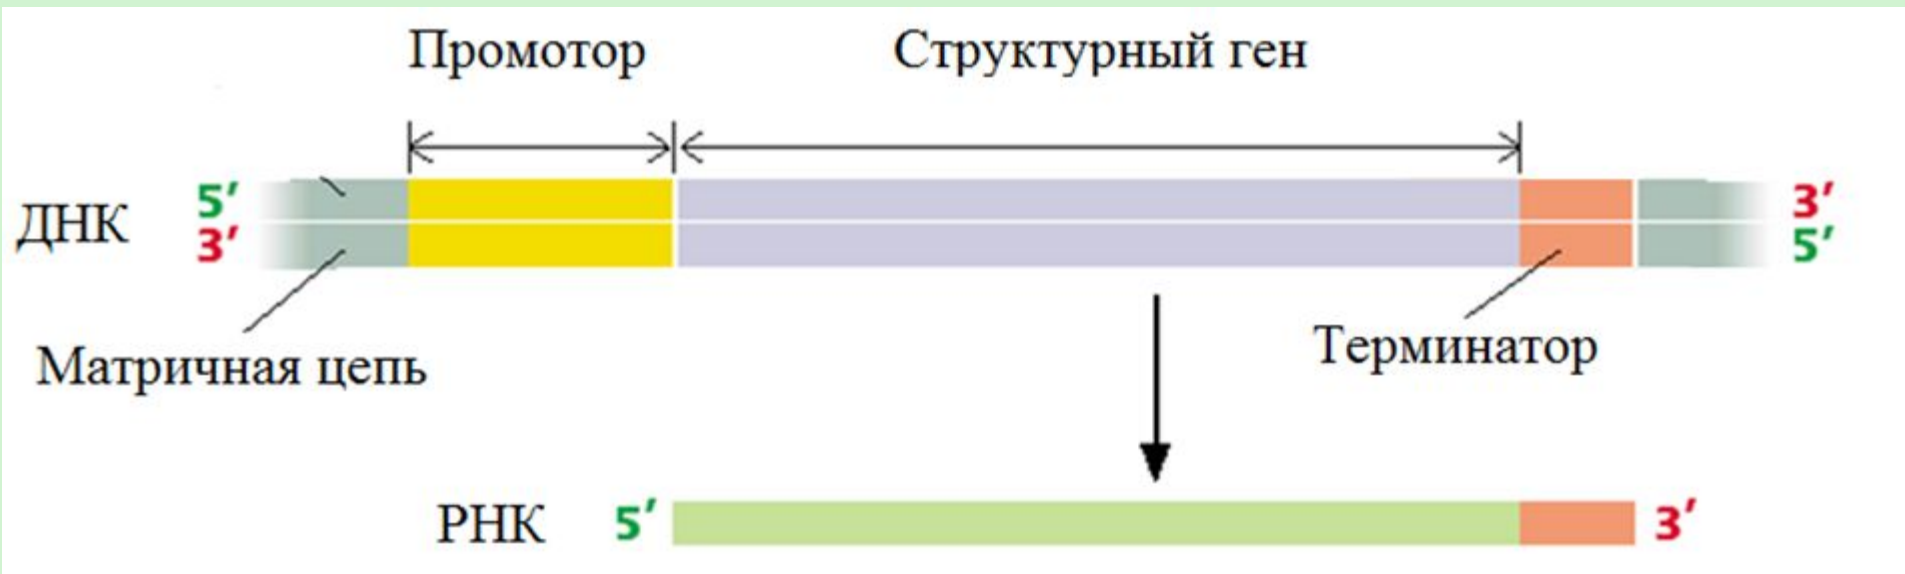 Промотор Структурный ген
5′ 3′
ДНК
3′ 5′
Матричная цепь Терминатор
РНК 5′ 3′